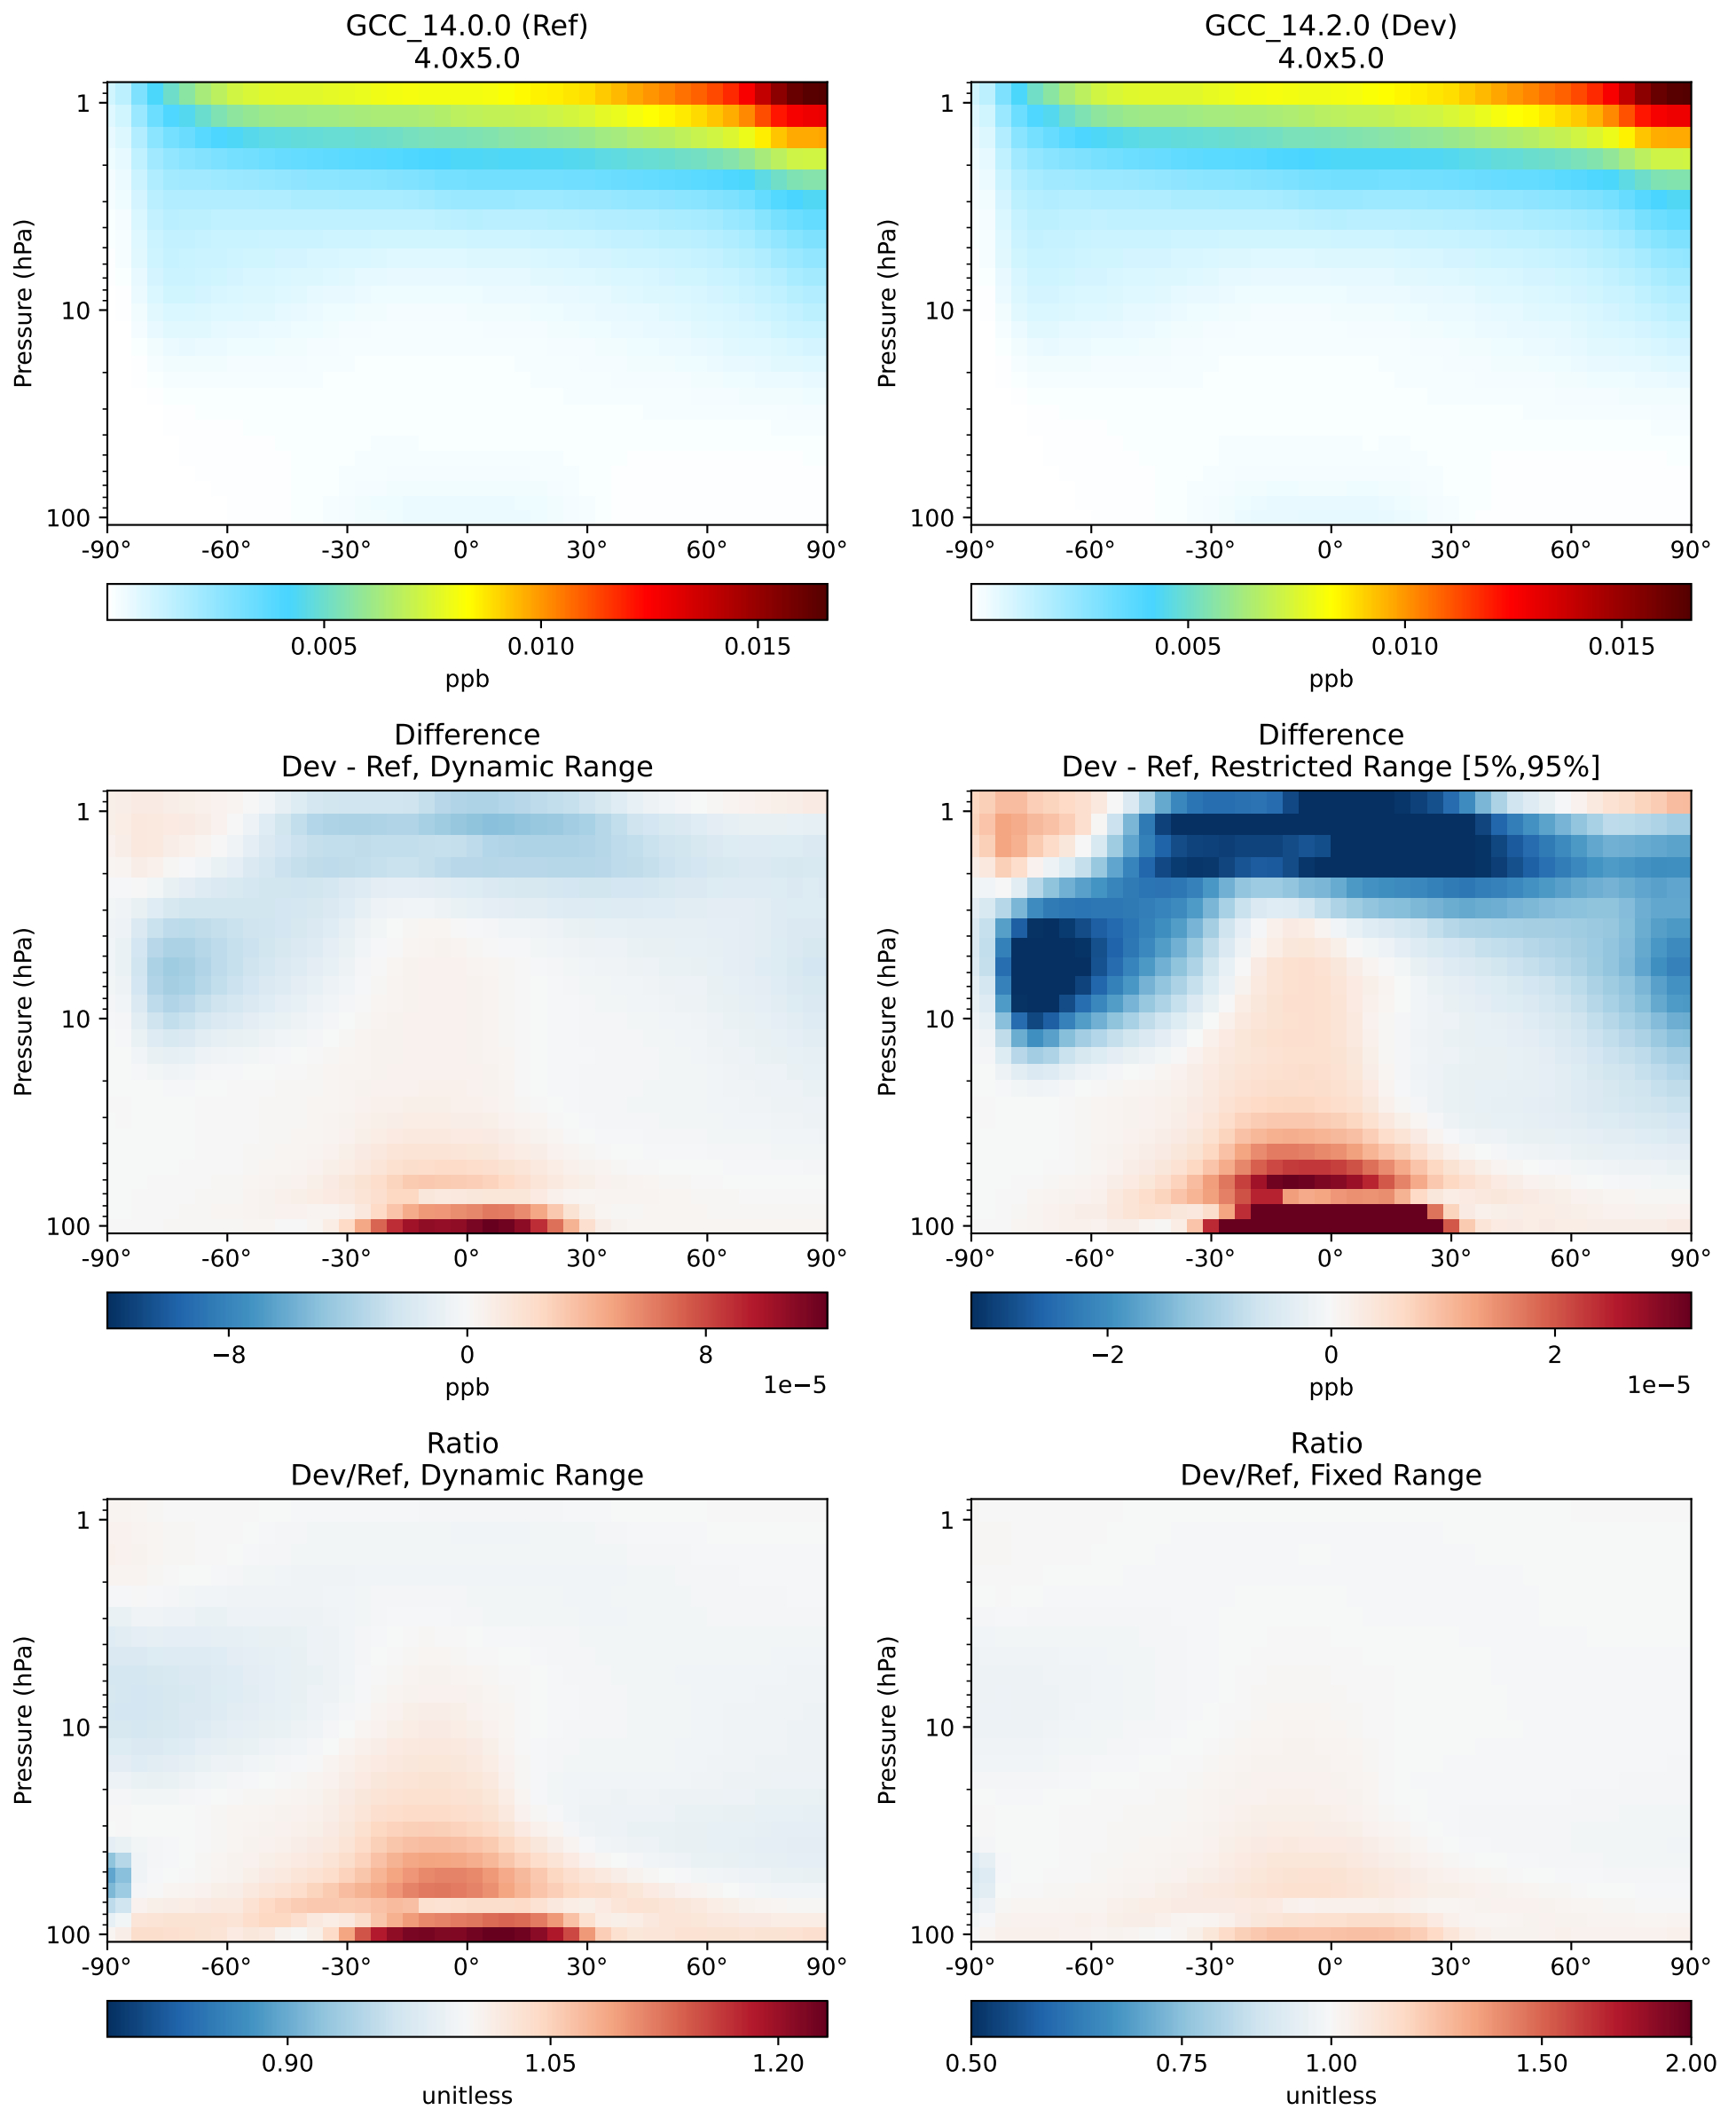 GCC_14.0.0 (Ref)
4.0x5.0
GCC_14.2.0 (Dev)
4.0x5.0
Pressure (hPa)
1
10
100
-90° -60° -30° 0° 30° 60° 90°
0.005 0.010 0.015
ppb
Pressure (hPa)
1
10
100
-90° -60° -30° 0° 30° 60° 90°
0.005 0.010 0.015
ppb
Difference
Dev - Ref, Dynamic Range
Difference
Dev - Ref, Restricted Range [5%,95%]
Pressure (hPa)
1
10
100
-90° -60° -30° 0° 30° 60° 90°
−8 0 8
1e−5
ppb
Pressure (hPa)
1
10
100
-90° -60° -30° 0° 30° 60° 90°
−2 0 2
1e−5
ppb
Ratio
Dev/Ref, Dynamic Range
Ratio
Dev/Ref, Fixed Range
Pressure (hPa)
1
10
100
-90° -60° -30° 0° 30° 60° 90°
0.90 1.05 1.20
unitless
Pressure (hPa)
1
10
100
-90° -60° -30° 0° 30° 60° 90°
0.50 0.75 1.00 1.50 2.00
unitless